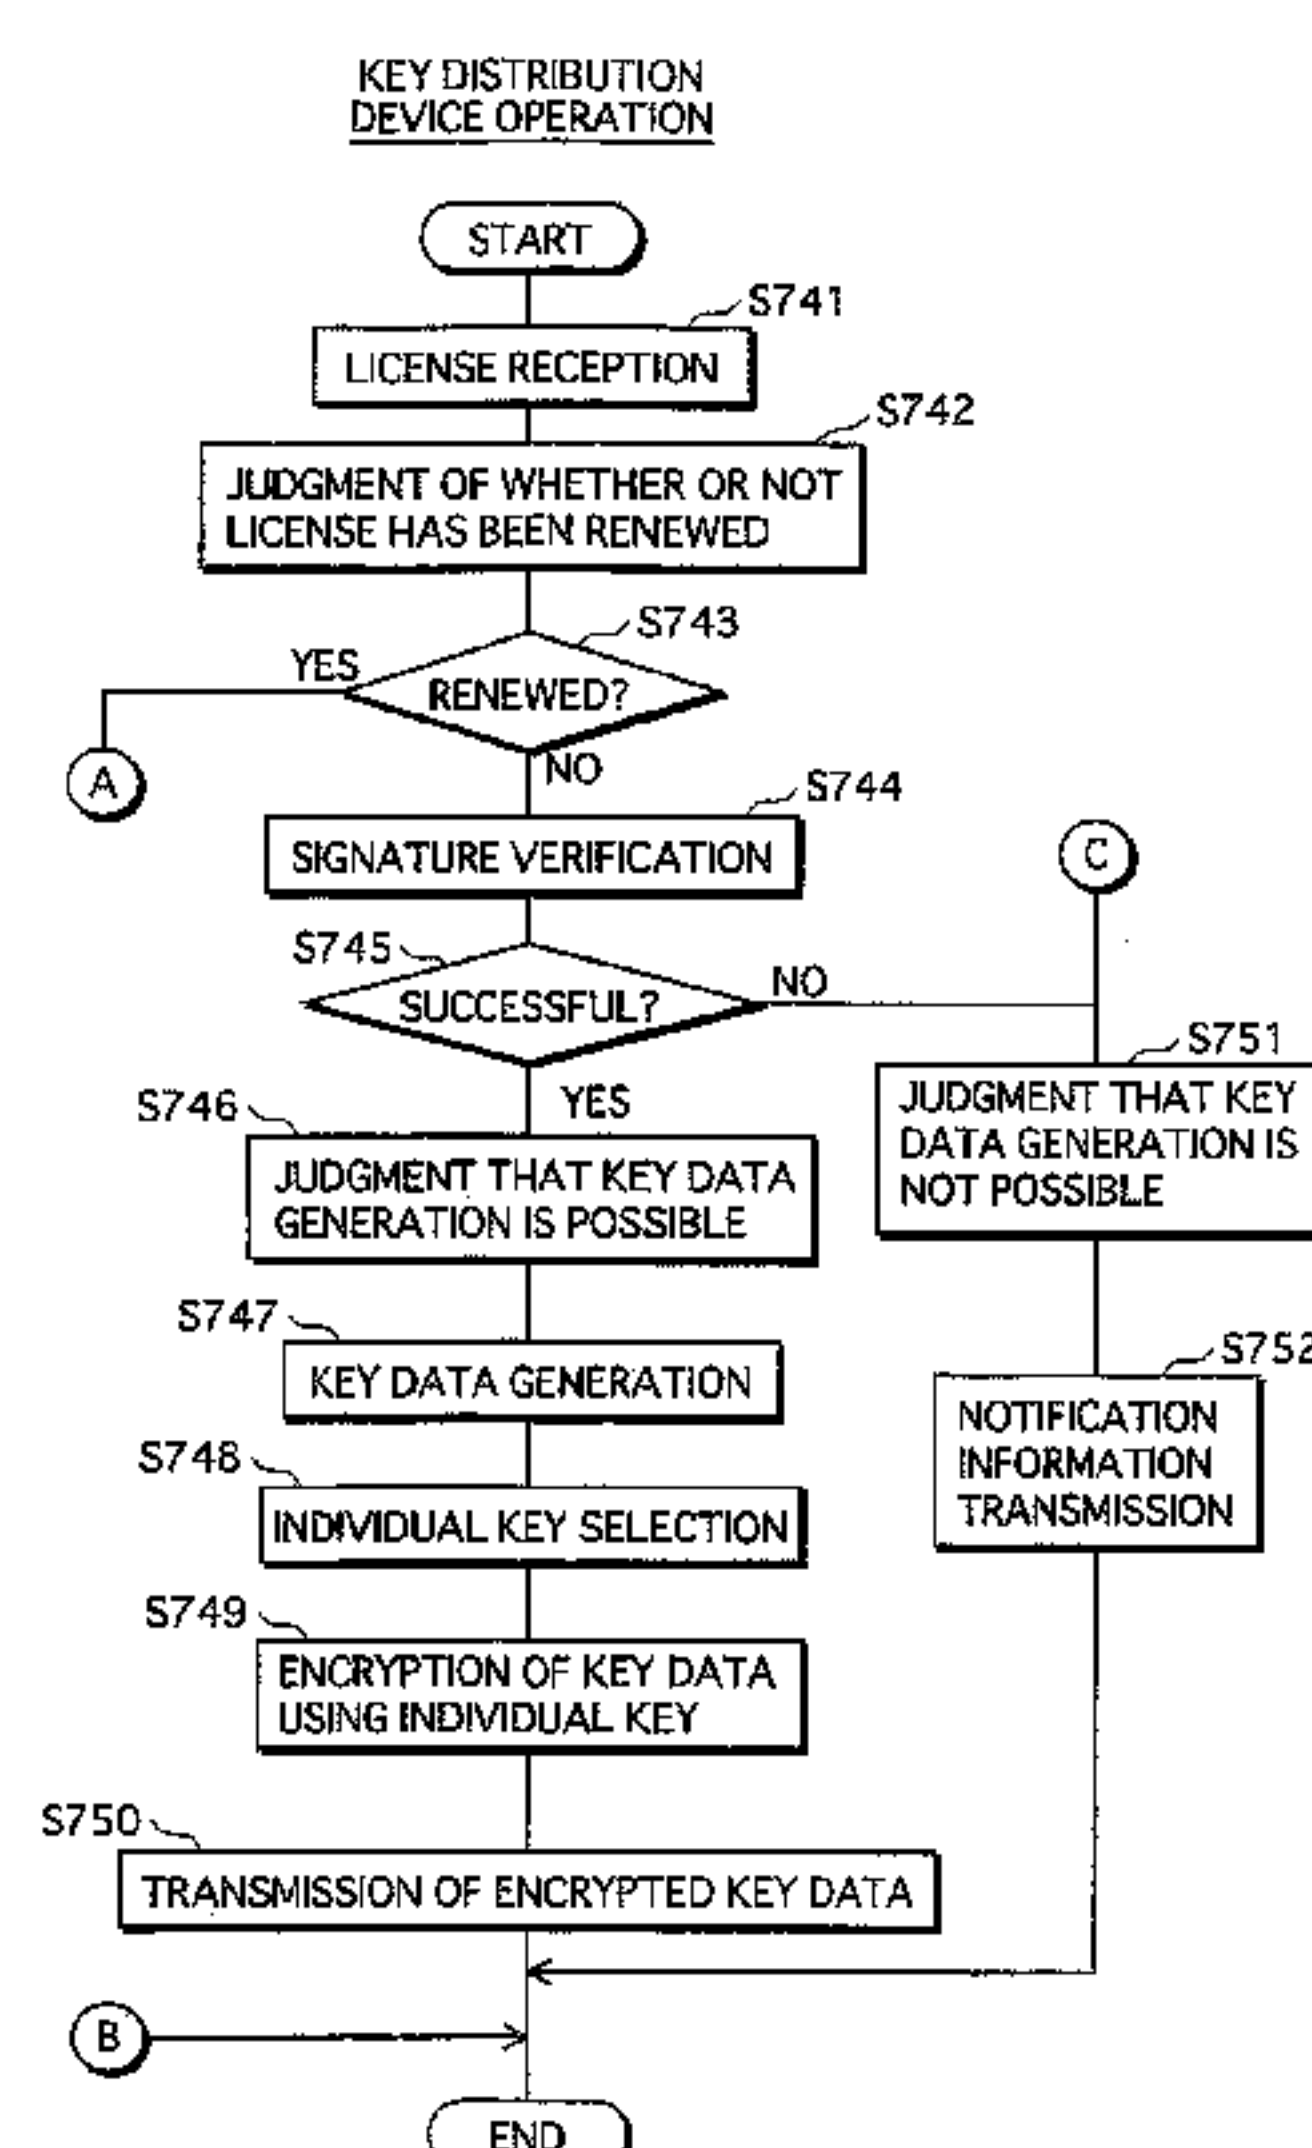 KEY DISTRIBUTION
DEVICE OPERATION
START
S741
LICENSE RECEPTION
S742
JUDGMENT OF WHETHER OR NOT
LICENSE HAS BEEN RENEWED
S743
YES
RENEWED?
A
NO
S744
SIGNATURE VERIFICATION
C
S745
SUCCESSFUL?
NO
S751
JUDGMENT THAT KEY
DATA GENERATION IS
NOT POSSIBLE
YES
S746
JUDGMENT THAT KEY DATA
GENERATION IS POSSIBLE
S747
KEY DATA GENERATION
S752
NOTIFICATION
INFORMATION
TRANSMISSION
S748
INDIVIDUAL KEY SELECTION
S749
ENCRYPTION OF KEY DATA
USING INDIVIDUAL KEY
S750
TRANSMISSION OF ENCRYPTED KEY DATA
B
END